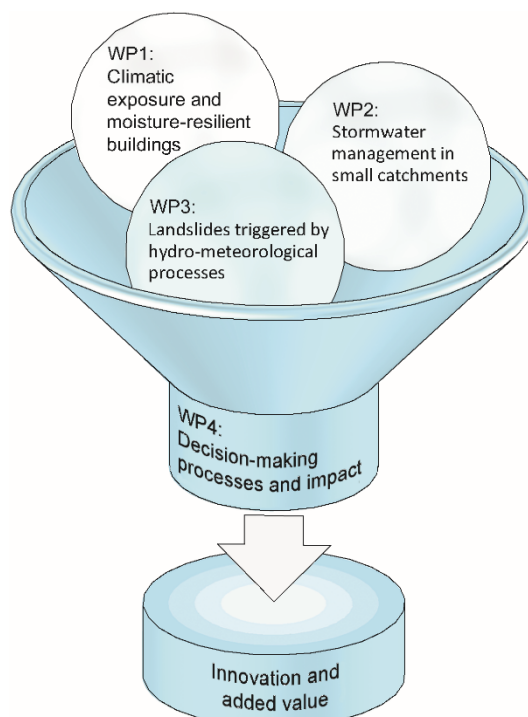 WP1:
Climatic
exposure and
moisture-resilient
buildings
WP2:
Stormwater
management in
small catchments
WP3:
Landslides triggered by
hydro-meteorological
processes
WP4:
Decision-making
processes and impact
Innovation and
added value